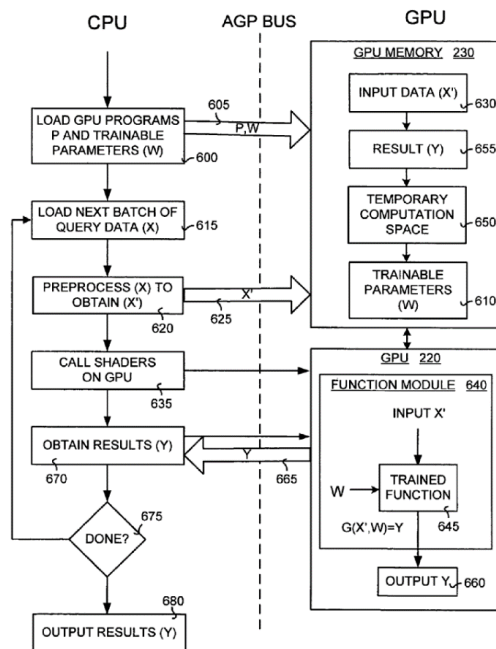 CPU
AGP BUS
GPU
LOAD GPU PROGRAMS
P AND TRAINABLE
PARAMETERS (W)
600
605
P,W
LOAD NEXT BATCH OF
QUERY DATA (X)
615
PREPROCESS (X) TO
OBTAIN (X')
620
625
X'
CALL SHADERS
ON GPU
635
OBTAIN RESULTS (Y)
670
Y
665
DONE?
675
680
OUTPUT RESULTS (Y)
GPU MEMORY 230
INPUT DATA (X')
630
RESULT (Y)
655
TEMPORARY
COMPUTATION
SPACE
650
TRAINABLE
PARAMETERS
(W)
610
GPU 220
FUNCTION MODULE 640
INPUT X'
W
TRAINED
FUNCTION
645
G(X',W)=Y
OUTPUT Y
660